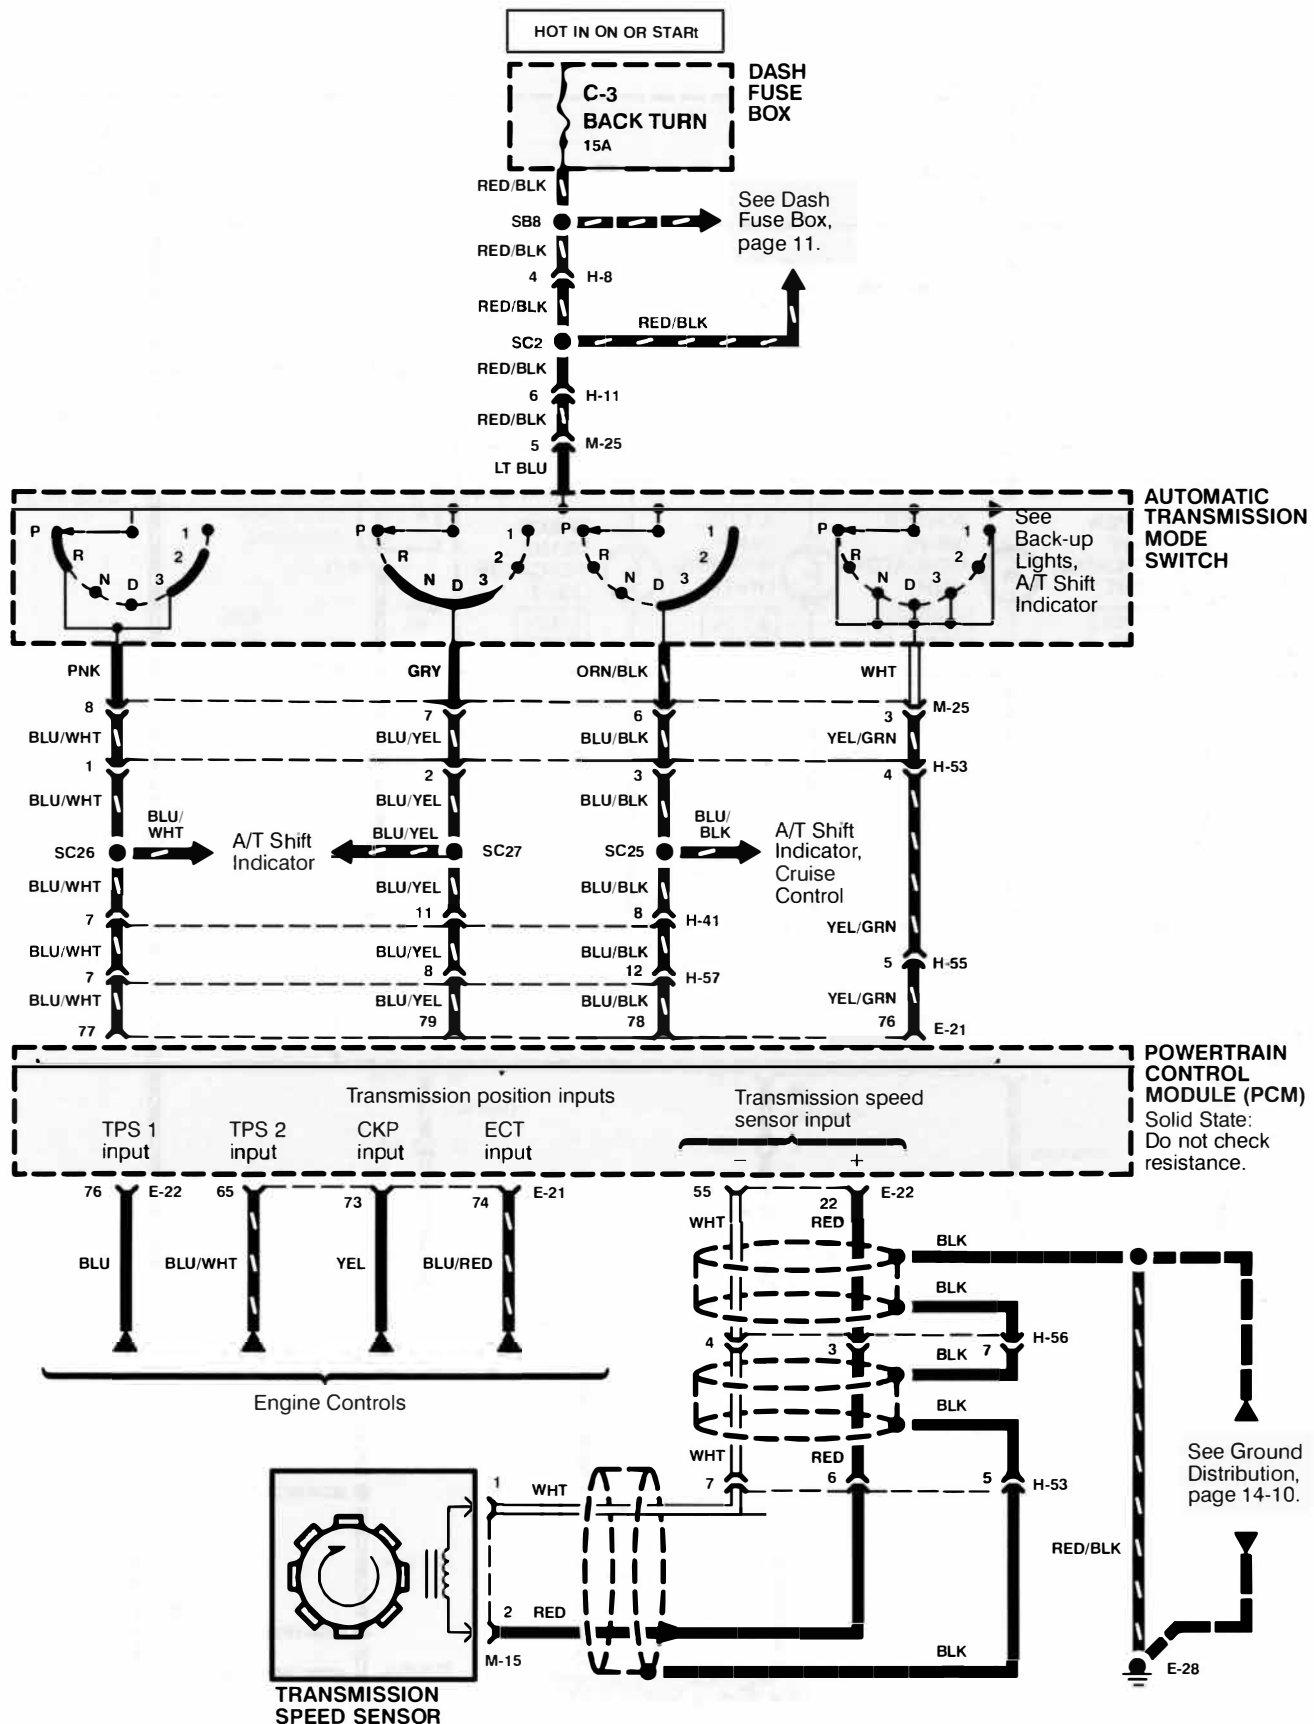 HOT IN ON OR STARt
DASH
FUSE
BOX
C-3
BACK TURN
15A
RED/BLK
SB8
See Dash
Fuse Box,
page 11.
RED/BLK
4 H-8
RED/BLK
RED/BLK
SC2
RED/BLK
6 H-11
RED/BLK
5 M-25
LT BLU
AUTOMATIC
TRANSMISSION
MODE
SWITCH
P R N D 3 2 1
P R N D 3 2 1
P R N D 3 2 1
P R N D 3 2 1
See
Back-up
Lights,
A/T Shift
Indicator
PNK GRY ORN/BLK WHT
8 7 6 3 M-25
BLU/WHT BLU/YEL BLU/BLK YEL/GRN
1 2 3 4 H-53
BLU/WHT BLU/YEL BLU/BLK
BLU/
WHT
BLU/YEL
BLU/
BLK
SC26
A/T Shift
Indicator
SC27
SC25
A/T Shift
Indicator,
Cruise
Control
BLU/WHT BLU/YEL BLU/BLK
7 11 8 H-41
YEL/GRN
BLU/WHT BLU/YEL BLU/BLK
7 8 12 H-57
5 H-55
BLU/WHT BLU/YEL BLU/BLK YEL/GRN
77 79 78 76 E-21
POWERTRAIN
CONTROL
MODULE (PCM)
Solid State:
Do not check
resistance.
Transmission position inputs
Transmission speed
sensor input
TPS 1
input
TPS 2
input
CKP
input
ECT
input
– +
76 E-22 65 73 74 E-21 55 22 E-22
WHT RED
BLU BLU/WHT YEL BLU/RED
BLK
BLK
4 3 7 H-56
BLK
BLK
Engine Controls
WHT RED
7 6 5 H-53
See Ground
Distribution,
page 14-10.
1 WHT
RED/BLK
2 RED
M-15
BLK
E-28
TRANSMISSION
SPEED SENSOR